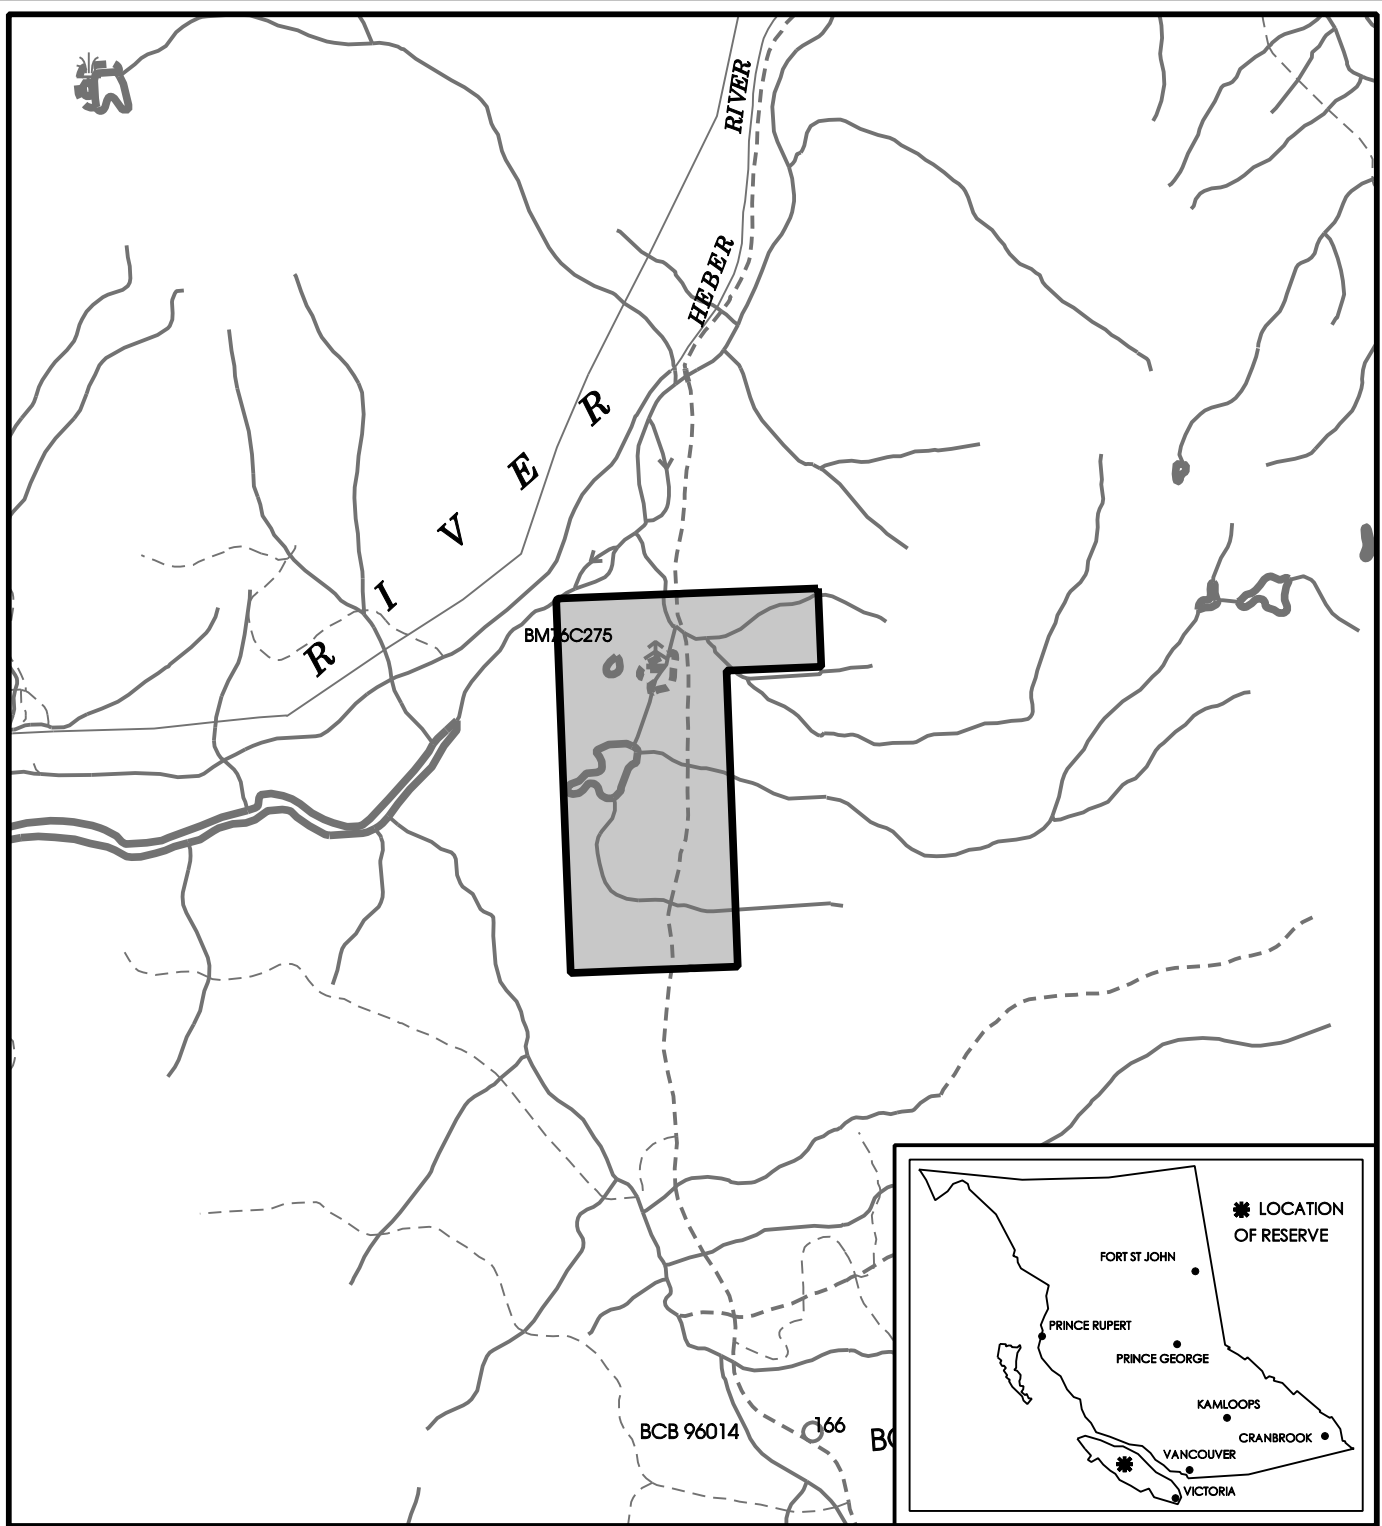 RIVER
HEBER
R I V E R
BM76C275
LOCATION
OF RESERVE
FORT ST JOHN
PRINCE RUPERT
PRINCE GEORGE
KAMLOOPS
CRANBROOK
VANCOUVER
VICTORIA
BCB 96014
166